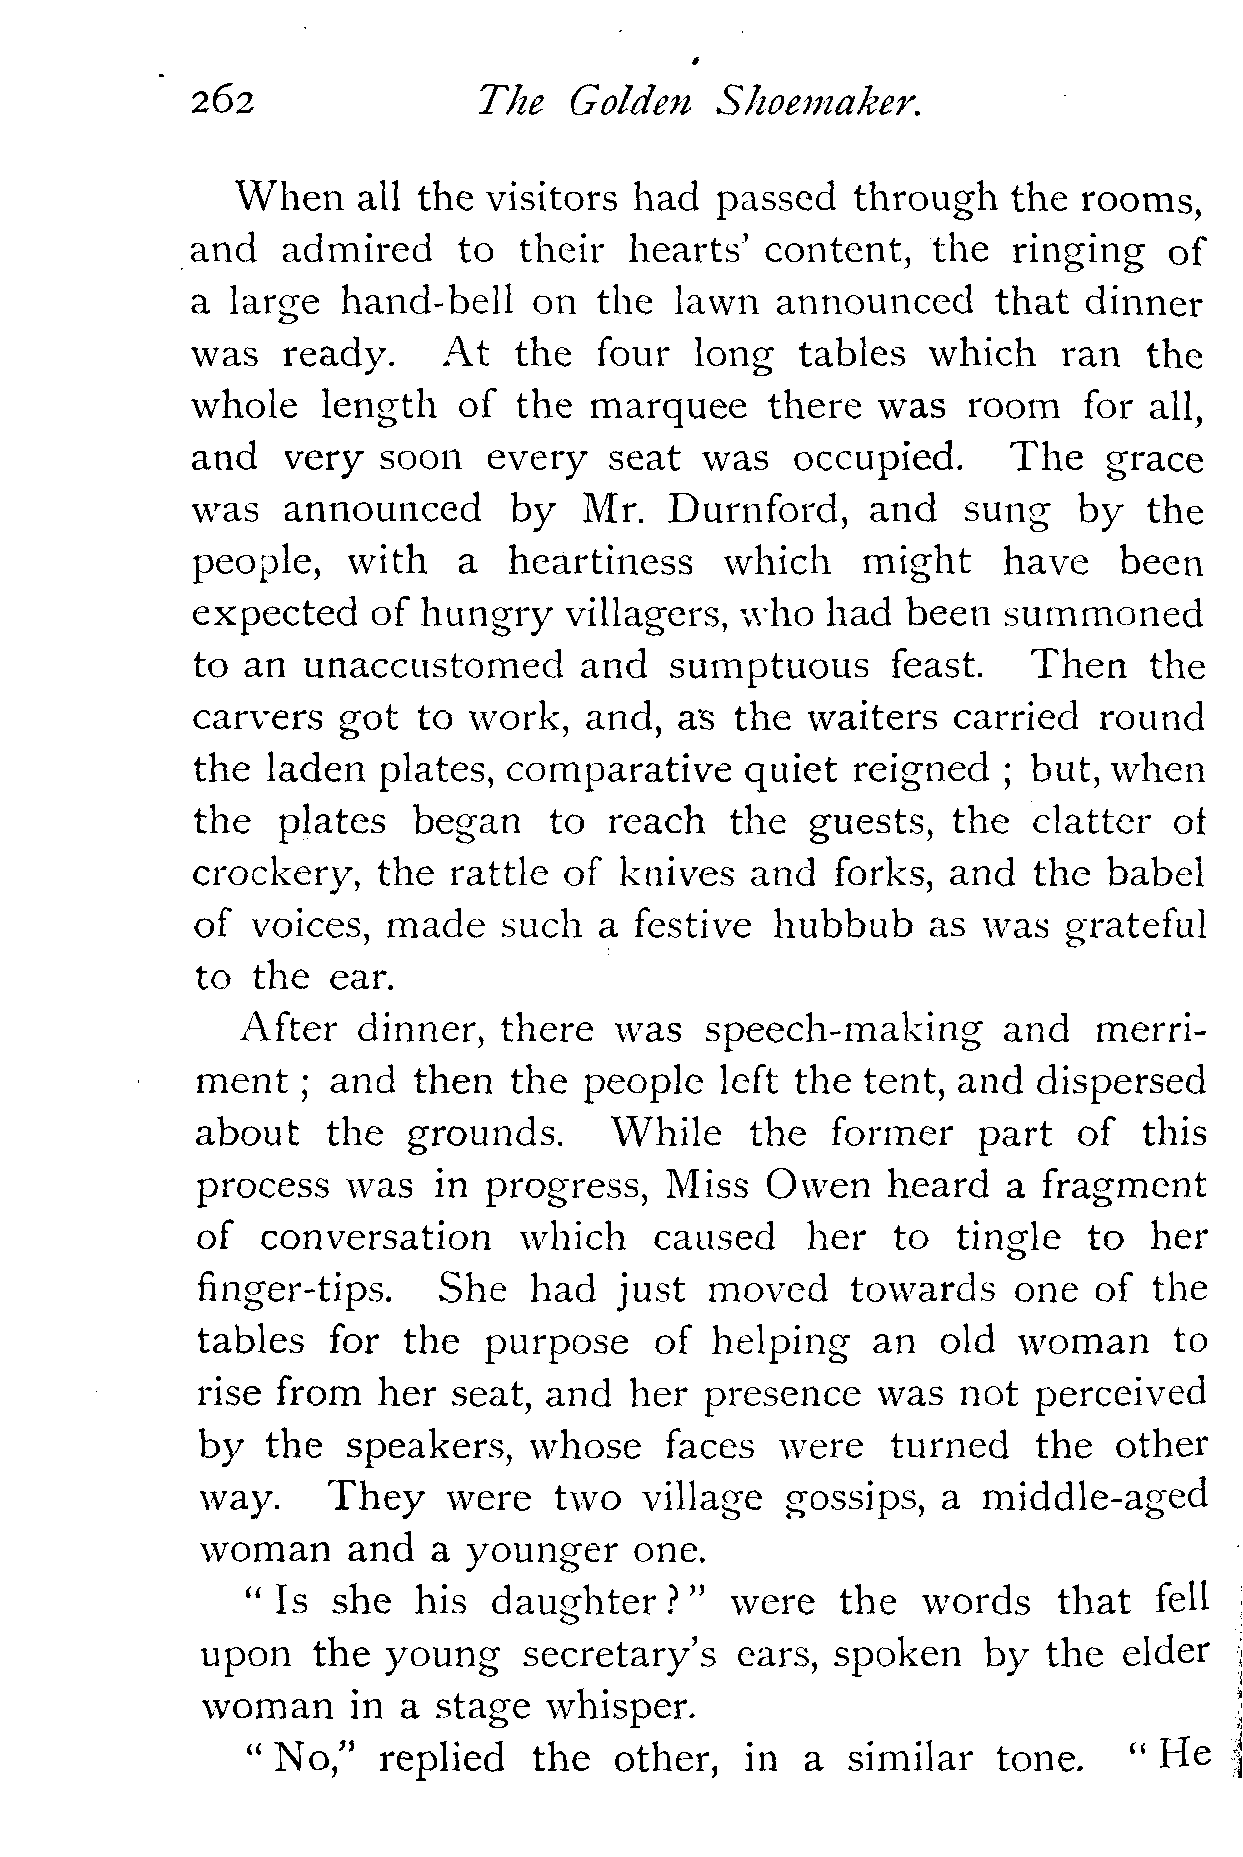 262 The Golden Shoemaker.
When all the visitors had passed through the rooms,
and admired to their hearts' content, the ringing of
a large hand-bell on the lawn announced that dinner
was ready. At the four long tables which ran the
whole length of the marquee there was room for all,
and very soon every seat was occupied. The grace
was announced by Mr. Durnford, and sung by the
people, with a heartiness which might have been
expected of hungry villagers, who had been summoned
to an unaccustomed and sumptuous feast. Then the
carvers got to work, and, as the waiters carried round
the laden plates, comparative quiet reigned ; but, when
the plates began to reach the guests, the clatter of
crockery, the rattle of knives and forks, and the babel
of voices, made such a festive hubbub as was grateful
to the ear.
After dinner, there was speech-making and merri-
ment ; and then the people left the tent, and dispersed
about the grounds. While the former part of this
process was in progress, Miss Owen heard a fragment
of conversation which caused her to tingle to her
finger-tips. She had just moved towards one of the
tables for the purpose of helping an old woman to
rise from her seat, and her presence was not perceived
by the speakers, whose faces were turned the other
way. They were two village gossips, a middle-aged
woman and a younger one.
" Is she his daughter ? " were the words that fell
upon the young secretary's ears, spoken by the elder
woman in a stage whisper.
" No," replied the other, in a similar tone. " He